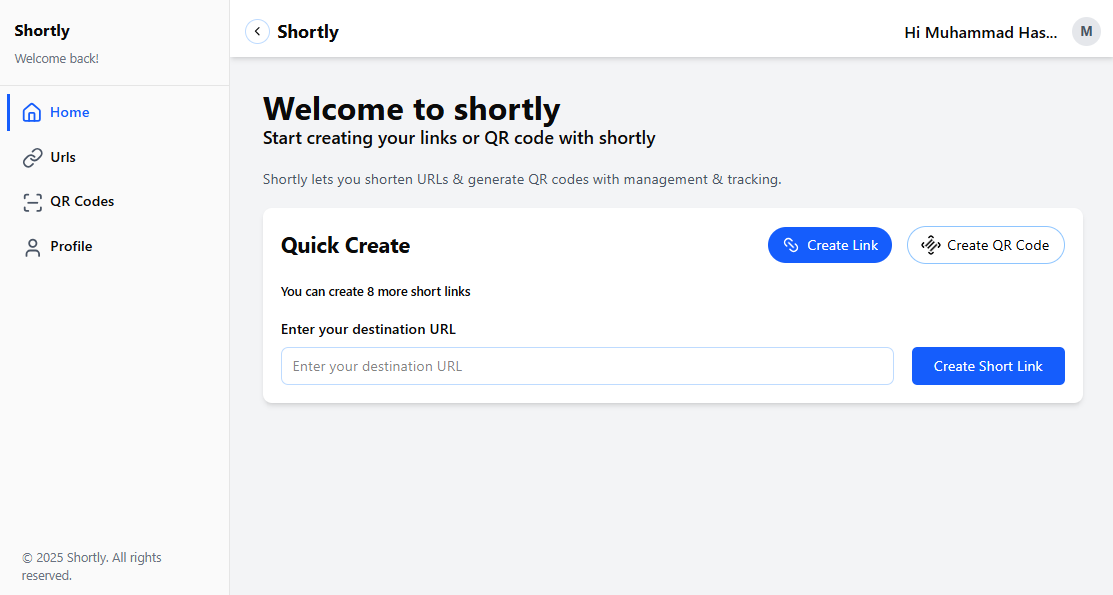 Shortly
Welcome back!
Home
Urls
QR Codes
Profile
© 2025 Shortly. All rights
reserved.
Shortly
Hi Muhammad Has...
M
Welcome to shortly
Start creating your links or QR code with shortly
Shortly lets you shorten URLs & generate QR codes with management & tracking.
Quick Create
Create Link
Create QR Code
You can create 8 more short links
Enter your destination URL
Enter your destination URL
Create Short Link